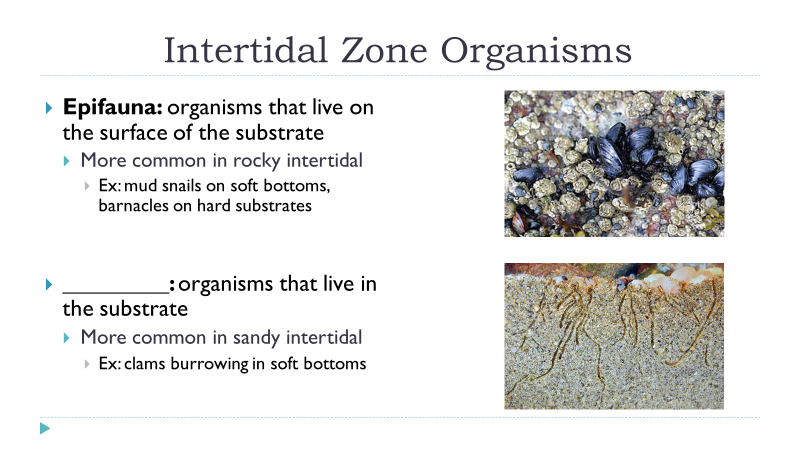 Intertidal Zone Organisms
Epifauna: organisms that live on
the surface of the substrate
More common in rocky intertidal
Ex: mud snails on soft bottoms,
barnacles on hard substrates
_________: organisms that live in
the substrate
More common in sandy intertidal
Ex: clams burrowing in soft bottoms